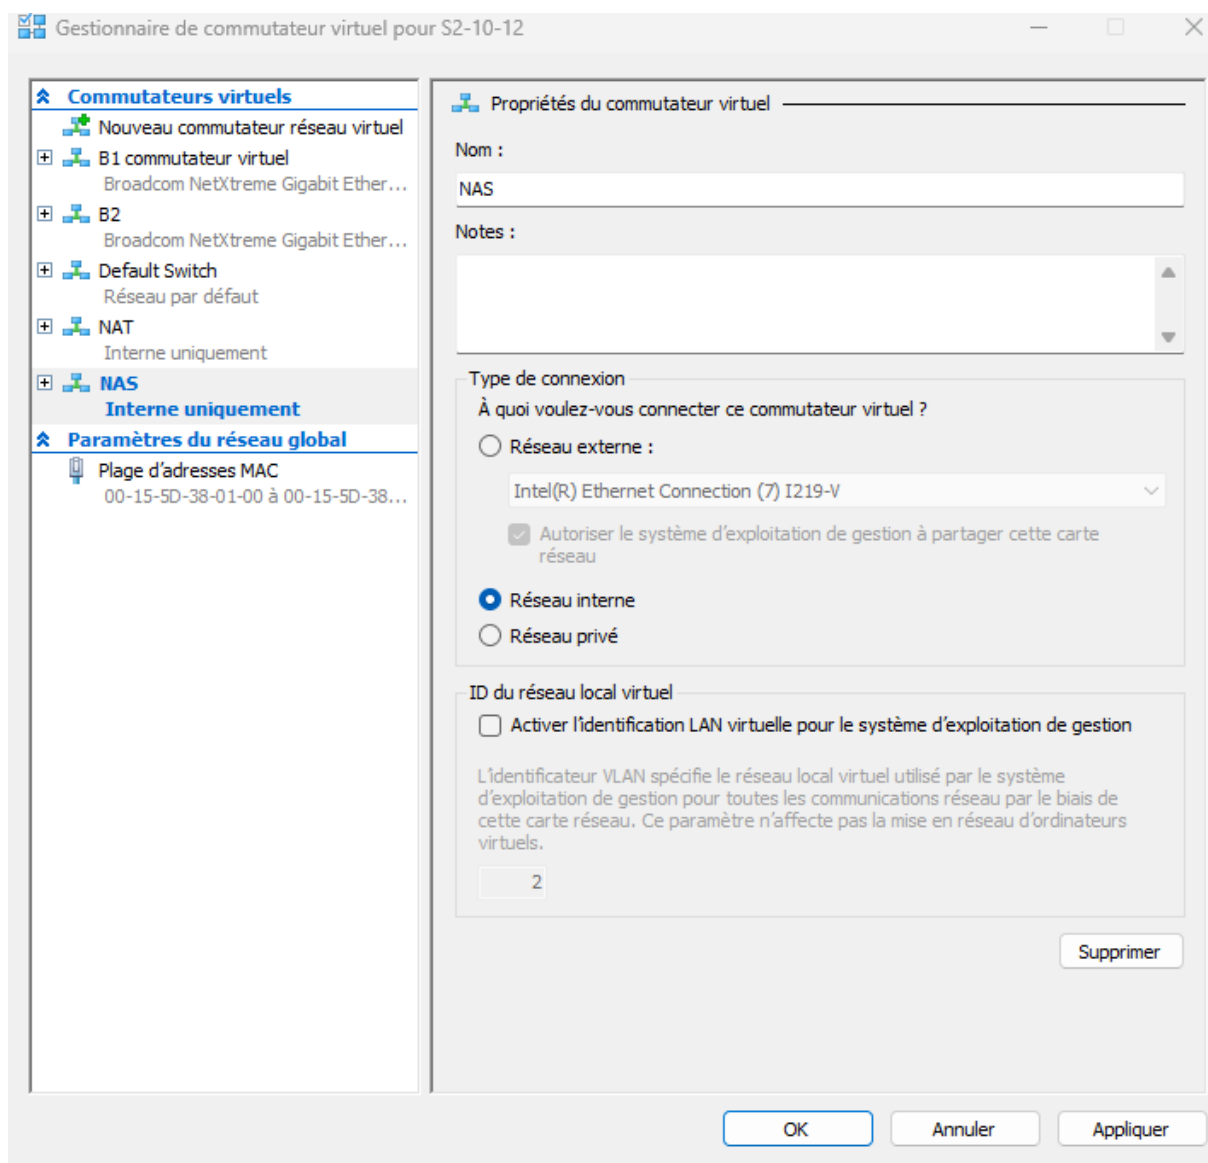 Gestionnaire de commutateur virtuel pour S2-10-12
Commutateurs virtuels
Nouveau commutateur réseau virtuel
B1 commutateur virtuel
Broadcom NetXtreme Gigabit Ether...
B2
Broadcom NetXtreme Gigabit Ether...
Default Switch
Réseau par défaut
NAT
Interne uniquement
NAS
Interne uniquement
Paramètres du réseau global
Plage d’adresses MAC
00-15-5D-38-01-00 à 00-15-5D-38...
Propriétés du commutateur virtuel
Nom :
NAS
Notes :
Type de connexion
À quoi voulez-vous connecter ce commutateur virtuel ?
Réseau externe :
Intel(R) Ethernet Connection (7) I219-V
Autoriser le système d’exploitation de gestion à partager cette carte
réseau
Réseau interne
Réseau privé
ID du réseau local virtuel
Activer l’identification LAN virtuelle pour le système d’exploitation de gestion
L’identificateur VLAN spécifie le réseau local virtuel utilisé par le système
d’exploitation de gestion pour toutes les communications réseau par le biais de
cette carte réseau. Ce paramètre n’affecte pas la mise en réseau d’ordinateurs
virtuels.
2
Supprimer
OK
Annuler
Appliquer